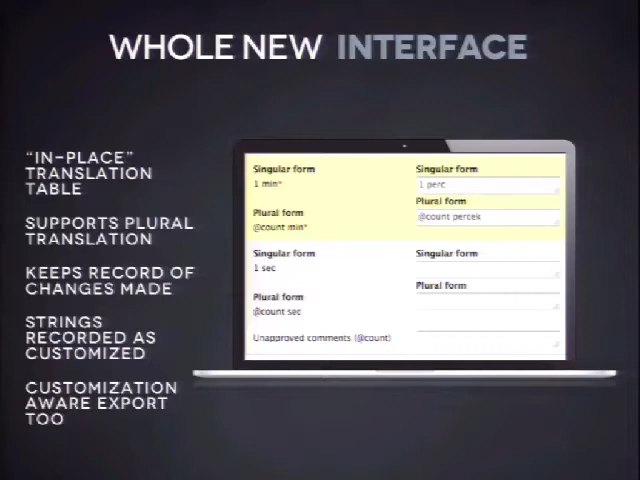 WHOLE NEW INTERFACE
"IN-PLACE"
TRANSLATION
TABLE
SUPPORTS PLURAL
TRANSLATION
KEEPS RECORD OF
CHANGES MADE
STRINGS
RECORDED AS
CUSTOMIZED
CUSTOMIZATION
AWARE EXPORT
TOO
Singular form
1 min*
Plural form
@count min*
Singular form
1 perc
Plural form
@count percek
Singular form
1 sec
Plural form
@count sec
Singular form
Plural form
Unapproved comments (@count)